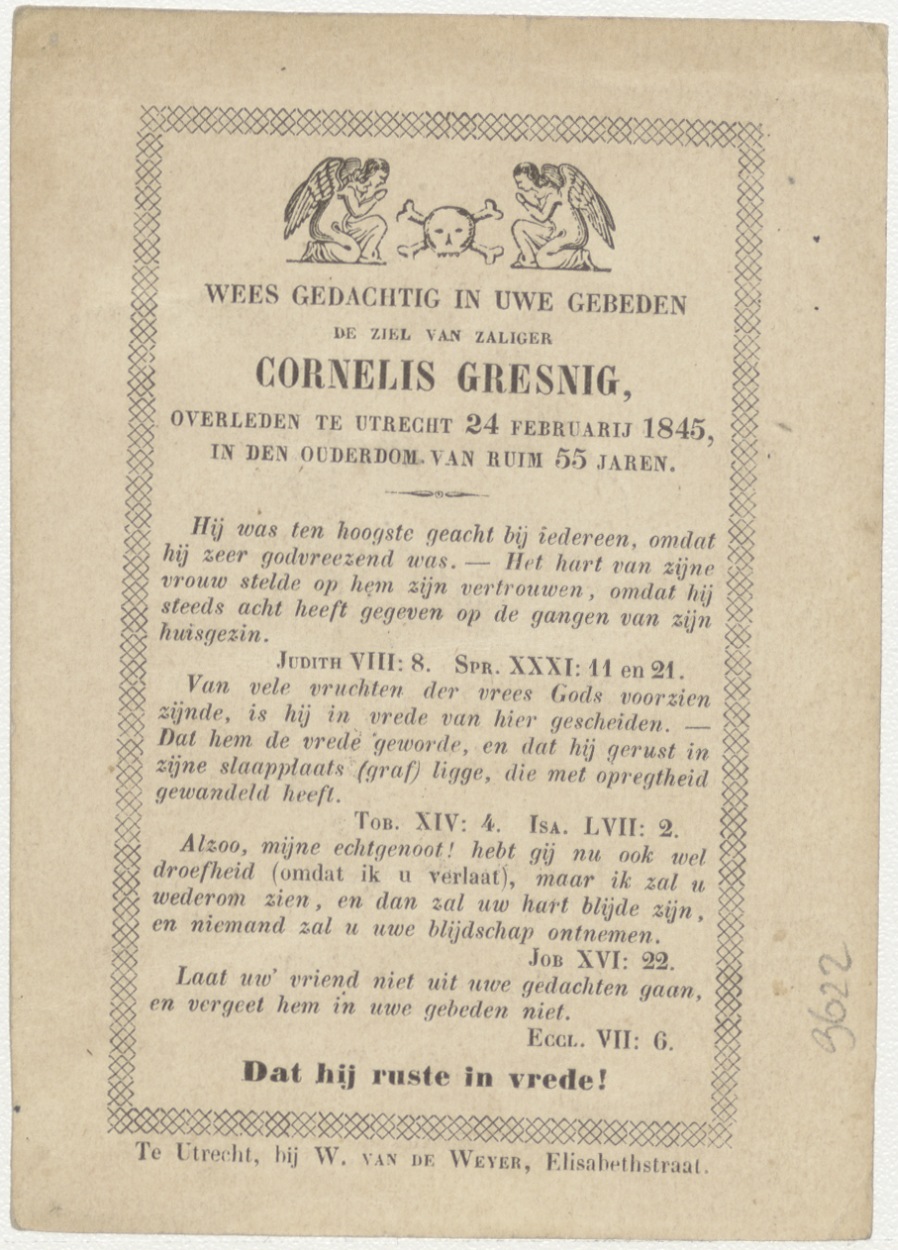 WEES GEDACHTIG IN UWE GEBEDEN
DE ZIEL VAN ZALIGER
CORNELIS GRESNIG,
OVERLEDEN TE UTRECHT 24 FEBRUARIJ 1845,
IN DEN OUDERDOM VAN RUIM 55 JAREN.
Hij was ten hoogste geacht bij iedereen, omdat
hij zeer godvreezend was. — Het hart van zijne
vrouw stelde op hem zijn vertrouwen, omdat hij
steeds acht heeft gegeven op de gangen van zijn
huisgezin.
JUDITH VIII: 8. SPR. XXXI: 11 en 21.
Van vele vruchten der vrees Gods voorzien
zijnde, is hij in vrede van hier gescheiden. —
Dat hem de vrede geworde, en dat hij gerust in
zijne slaapplaats (graf) ligge, die met opregtheid
gewandeld heeft.
TOB. XIV: 4. ISA. LVII: 2.
Alzoo, mijne echtgenoot! hebt gij nu ook wel
droefheid (omdat ik u verlaat), maar ik zal u
wederom zien, en dan zal uw hart blijde zijn,
en niemand zal u uwe blijdschap ontnemen.
JOB XVI: 22.
Laat uw' vriend niet uit uwe gedachten gaan,
en vergeet hem in uwe gebeden niet.
ECCL. VII: 6.
Dat hij ruste in vrede!
Te Utrecht, bij W. VAN DE WEYER, Elisabethstraat.
3622